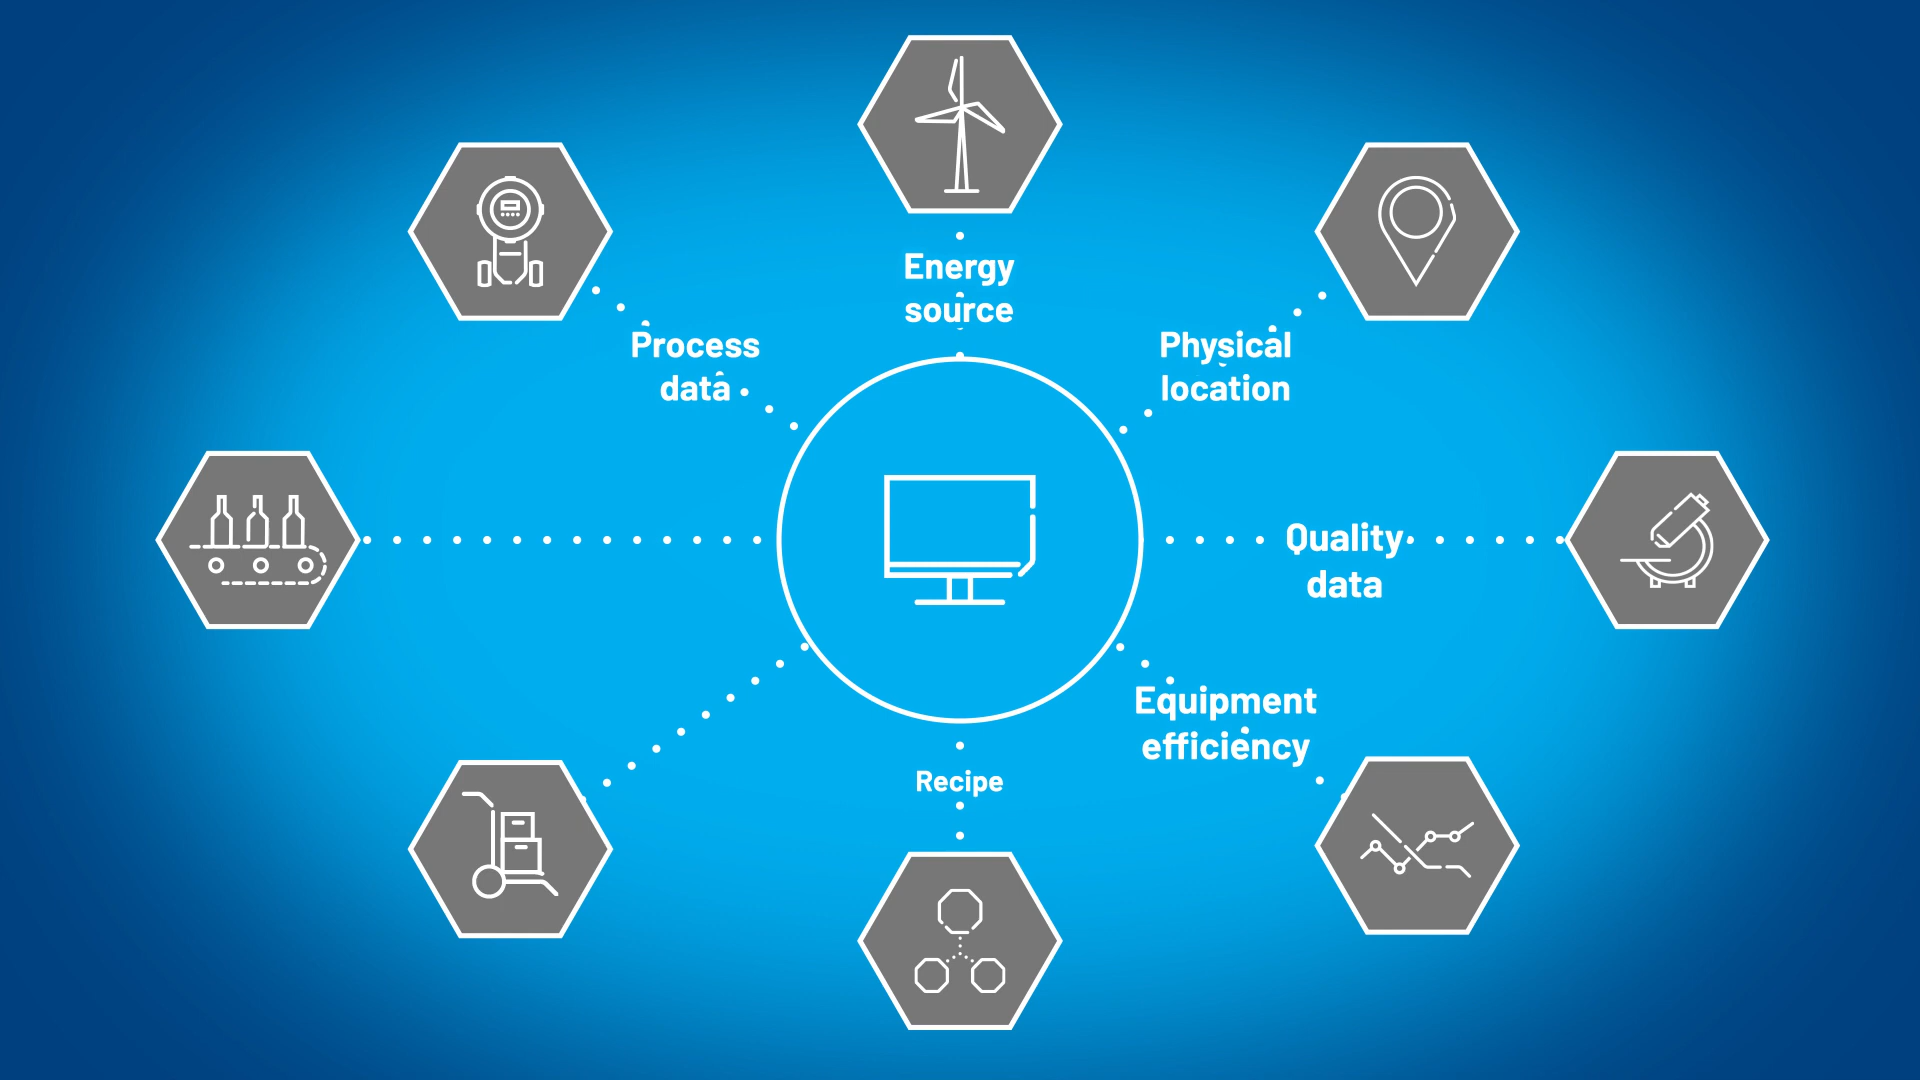 Energy
source
Process
data
Physical
location
Quality
data
Equipment
efficiency
Recipe